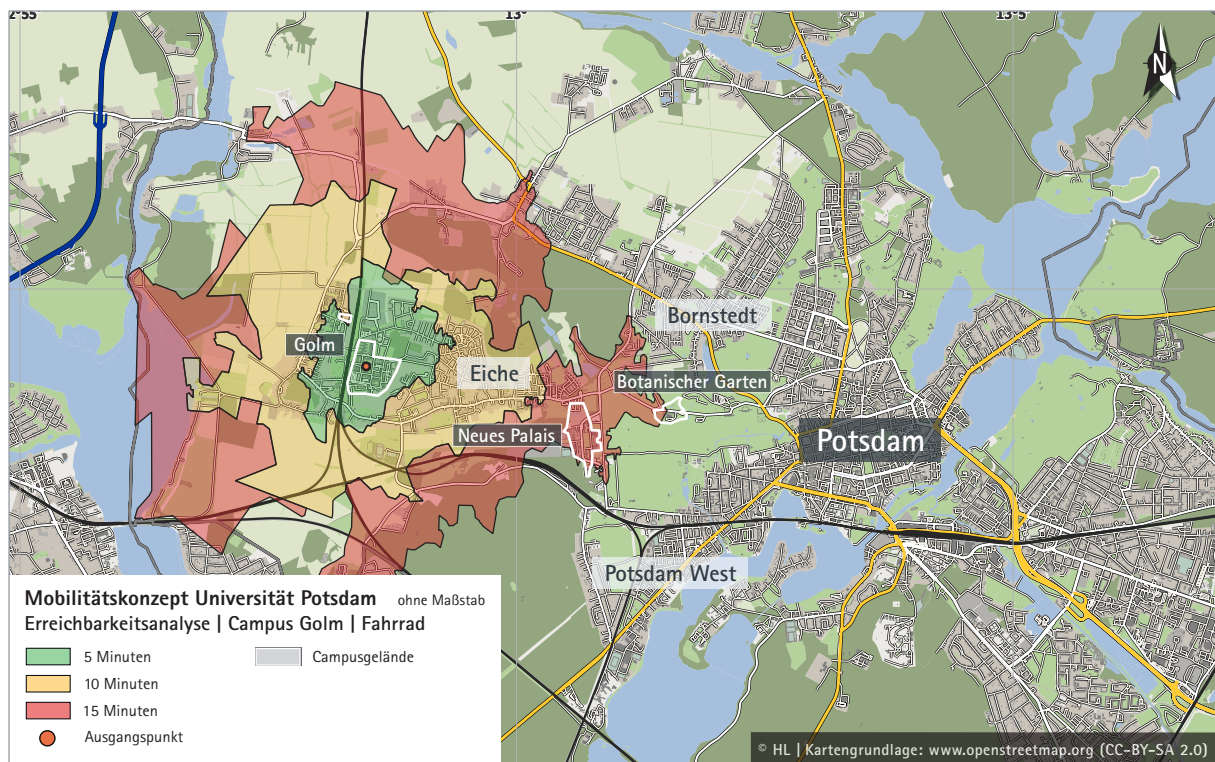 2°55
13°
13°5'
N
Bornstedt
Golm
Eiche
Botanischer Garten
Neues Palais
Potsdam
Potsdam West
Mobilitätskonzept Universität Potsdam ohne Maßstab
Erreichbarkeitsanalyse | Campus Golm | Fahrrad
5 Minuten
Campusgelände
10 Minuten
15 Minuten
Ausgangspunkt
© HL | Kartengrundlage: www.openstreetmap.org (CC-BY-SA 2.0)